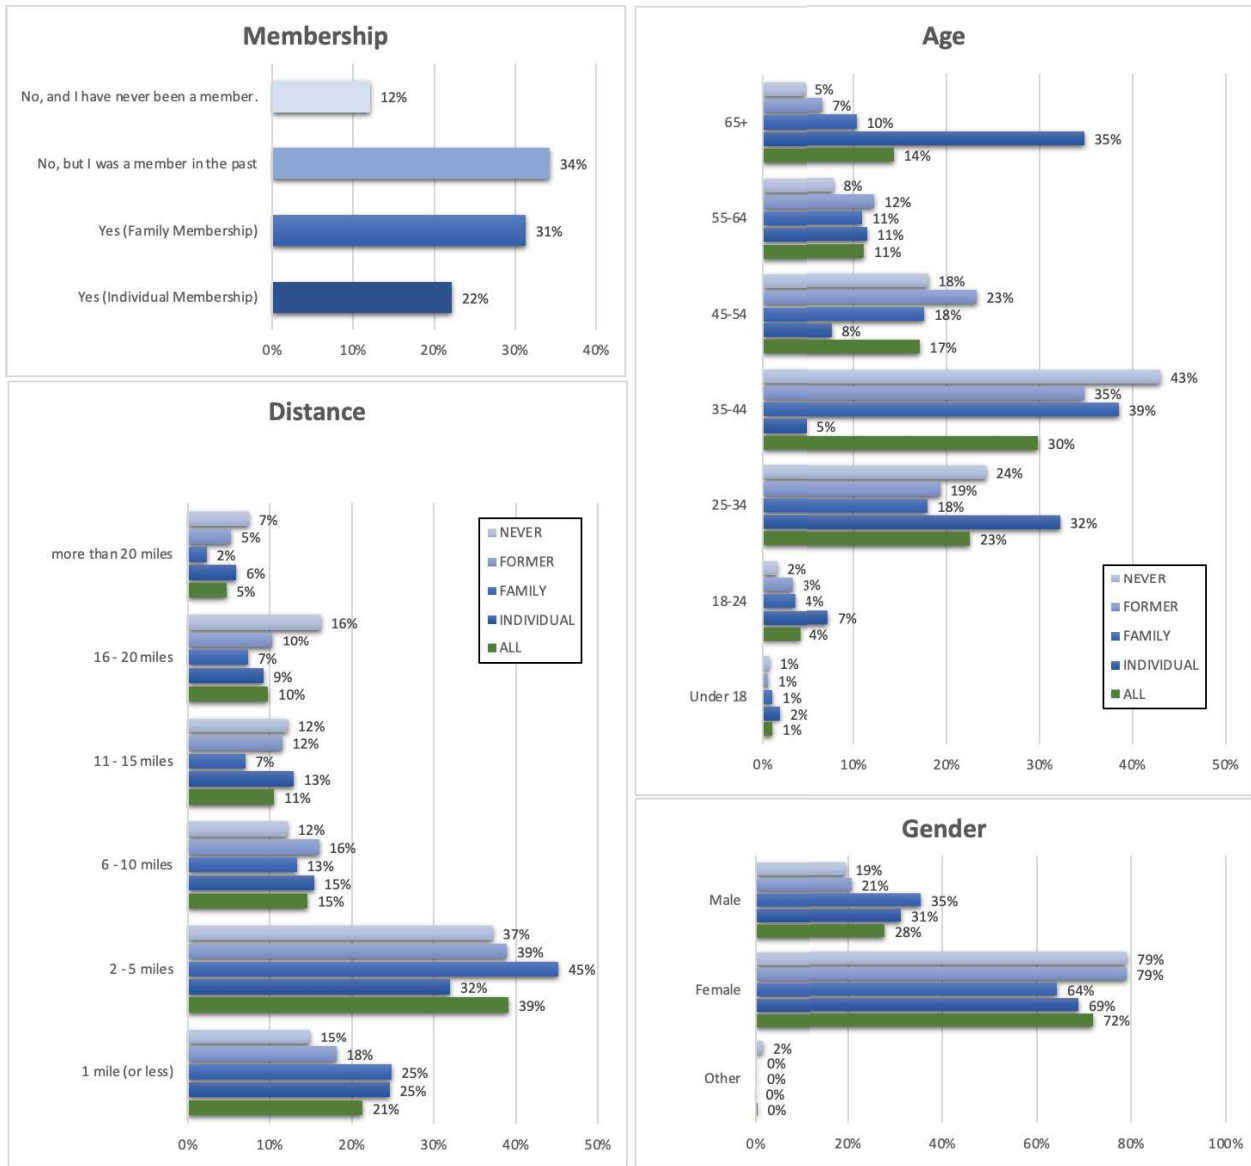 Membership
No, and I have never been a member.
12%
No, but I was a member in the past
34%
Yes (Family Membership)
31%
Yes (Individual Membership)
22%
0% 10% 20% 30% 40%
Distance
more than 20 miles
7%
5%
2%
6%
5%
16 - 20 miles
16%
10%
7%
9%
10%
11 - 15 miles
12%
12%
7%
13%
11%
6 - 10 miles
12%
16%
13%
15%
15%
2 - 5 miles
37%
39%
45%
32%
39%
1 mile (or less)
15%
18%
25%
25%
21%
0% 10% 20% 30% 40% 50%
NEVER
FORMER
FAMILY
INDIVIDUAL
ALL
Age
65+
5%
7%
10%
35%
14%
55-64
8%
12%
11%
11%
11%
45-54
18%
23%
18%
8%
17%
35-44
43%
35%
39%
5%
30%
25-34
24%
19%
18%
32%
23%
18-24
2%
3%
4%
7%
4%
Under 18
1%
1%
1%
2%
1%
0% 10% 20% 30% 40% 50%
NEVER
FORMER
FAMILY
INDIVIDUAL
ALL
Gender
Male
19%
21%
35%
31%
28%
Female
79%
79%
64%
69%
72%
Other
2%
0%
0%
0%
0%
0% 20% 40% 60% 80% 100%